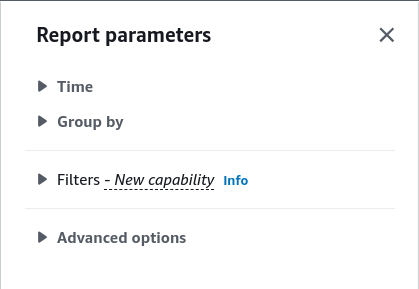 Report parameters
Time
Group by
Filters - New capability Info
Advanced options